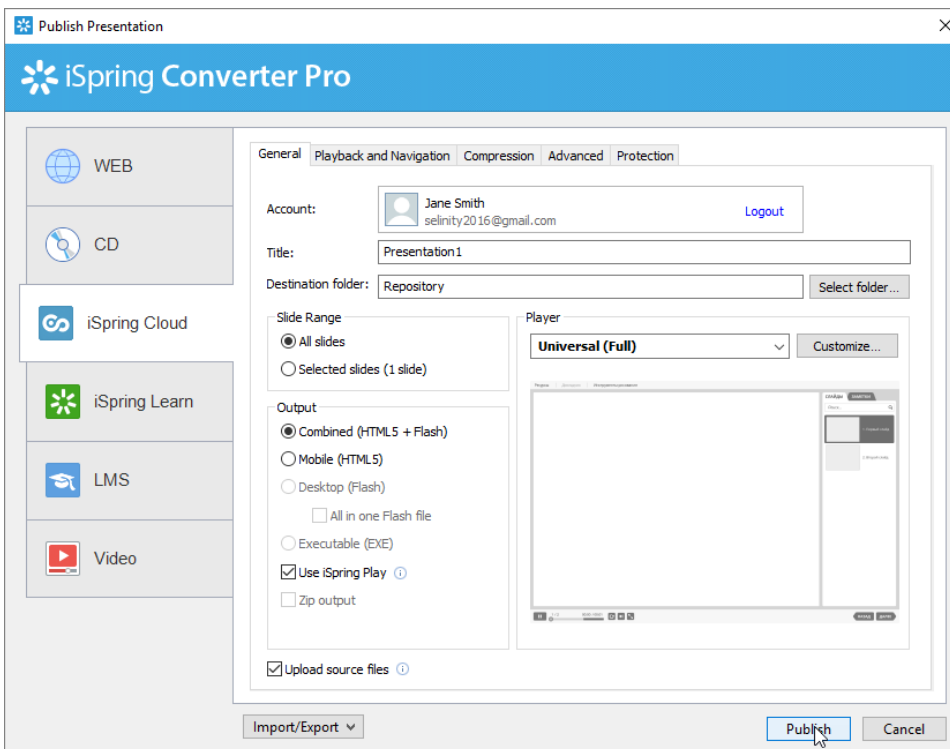 Publish Presentation
iSpring Converter Pro
WEB
CD
iSpring Cloud
iSpring Learn
LMS
Video
General Playback and Navigation Compression Advanced Protection
Account:
Jane Smith
selinity2016@gmail.com
Logout
Title:
Presentation1
Destination folder:
Repository
Select folder...
Slide Range
All slides
Selected slides (1 slide)
Output
Combined (HTML5 + Flash)
Mobile (HTML5)
Desktop (Flash)
All in one Flash file
Executable (EXE)
Use iSpring Play
Zip output
Upload source files
Player
Universal (Full)
Customize...
Import/Export
Publish
Cancel